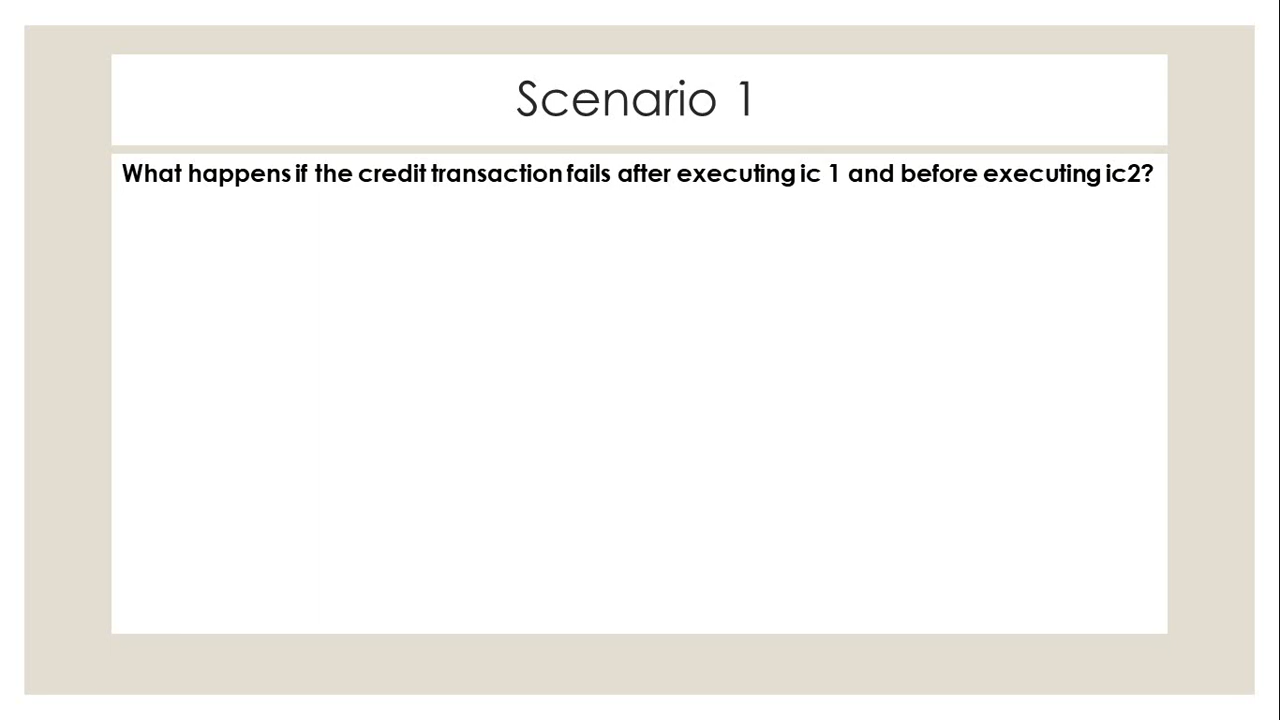 Scenario 1
What happens if the credit transaction fails after executing ic 1 and before executing ic2?